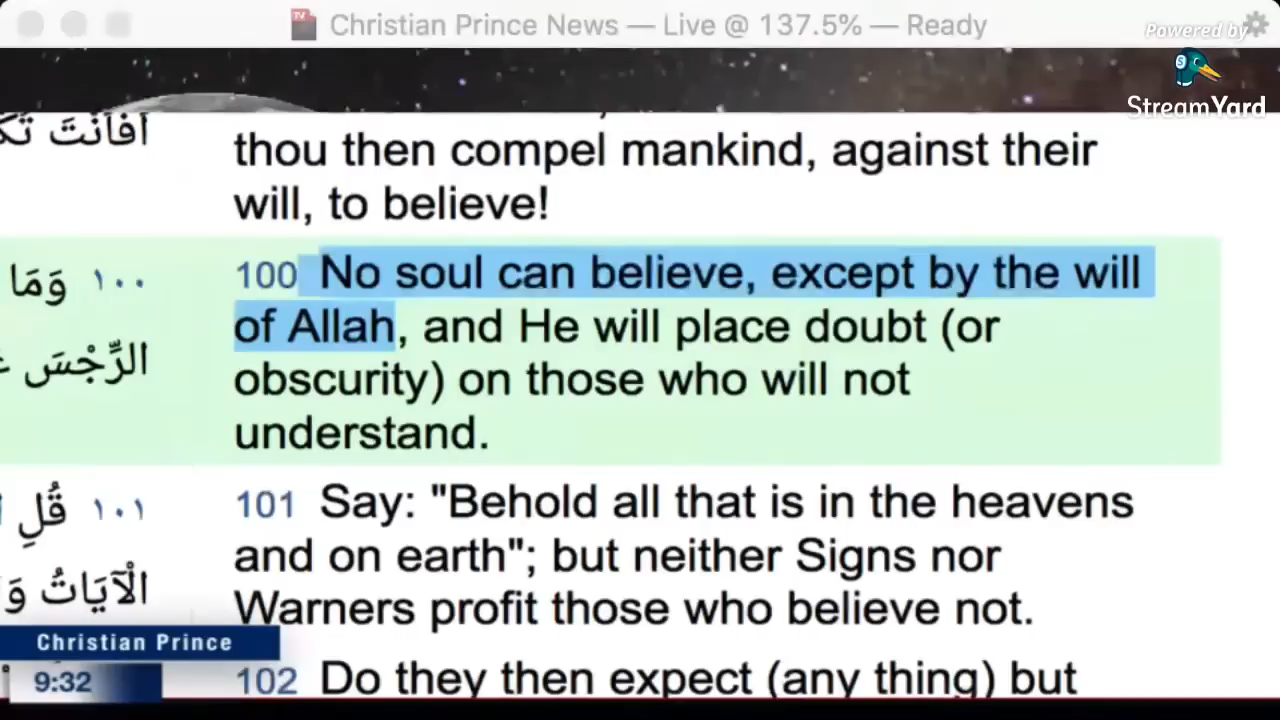 Christian Prince News — Live @ 137.5% — Ready
Powered by
StreamYard
thou then compel mankind, against their
will, to believe!
١٠٠ وَمَا
100 No soul can believe, except by the will
of Allah, and He will place doubt (or
الرِّجْسَ
obscurity) on those who will not
understand.
١٠١ قُلِ
101 Say: "Behold all that is in the heavens
and on earth"; but neither Signs nor
الْآيَاتُ
Warners profit those who believe not.
Christian Prince
9:32
102 Do they then expect (any thing) but